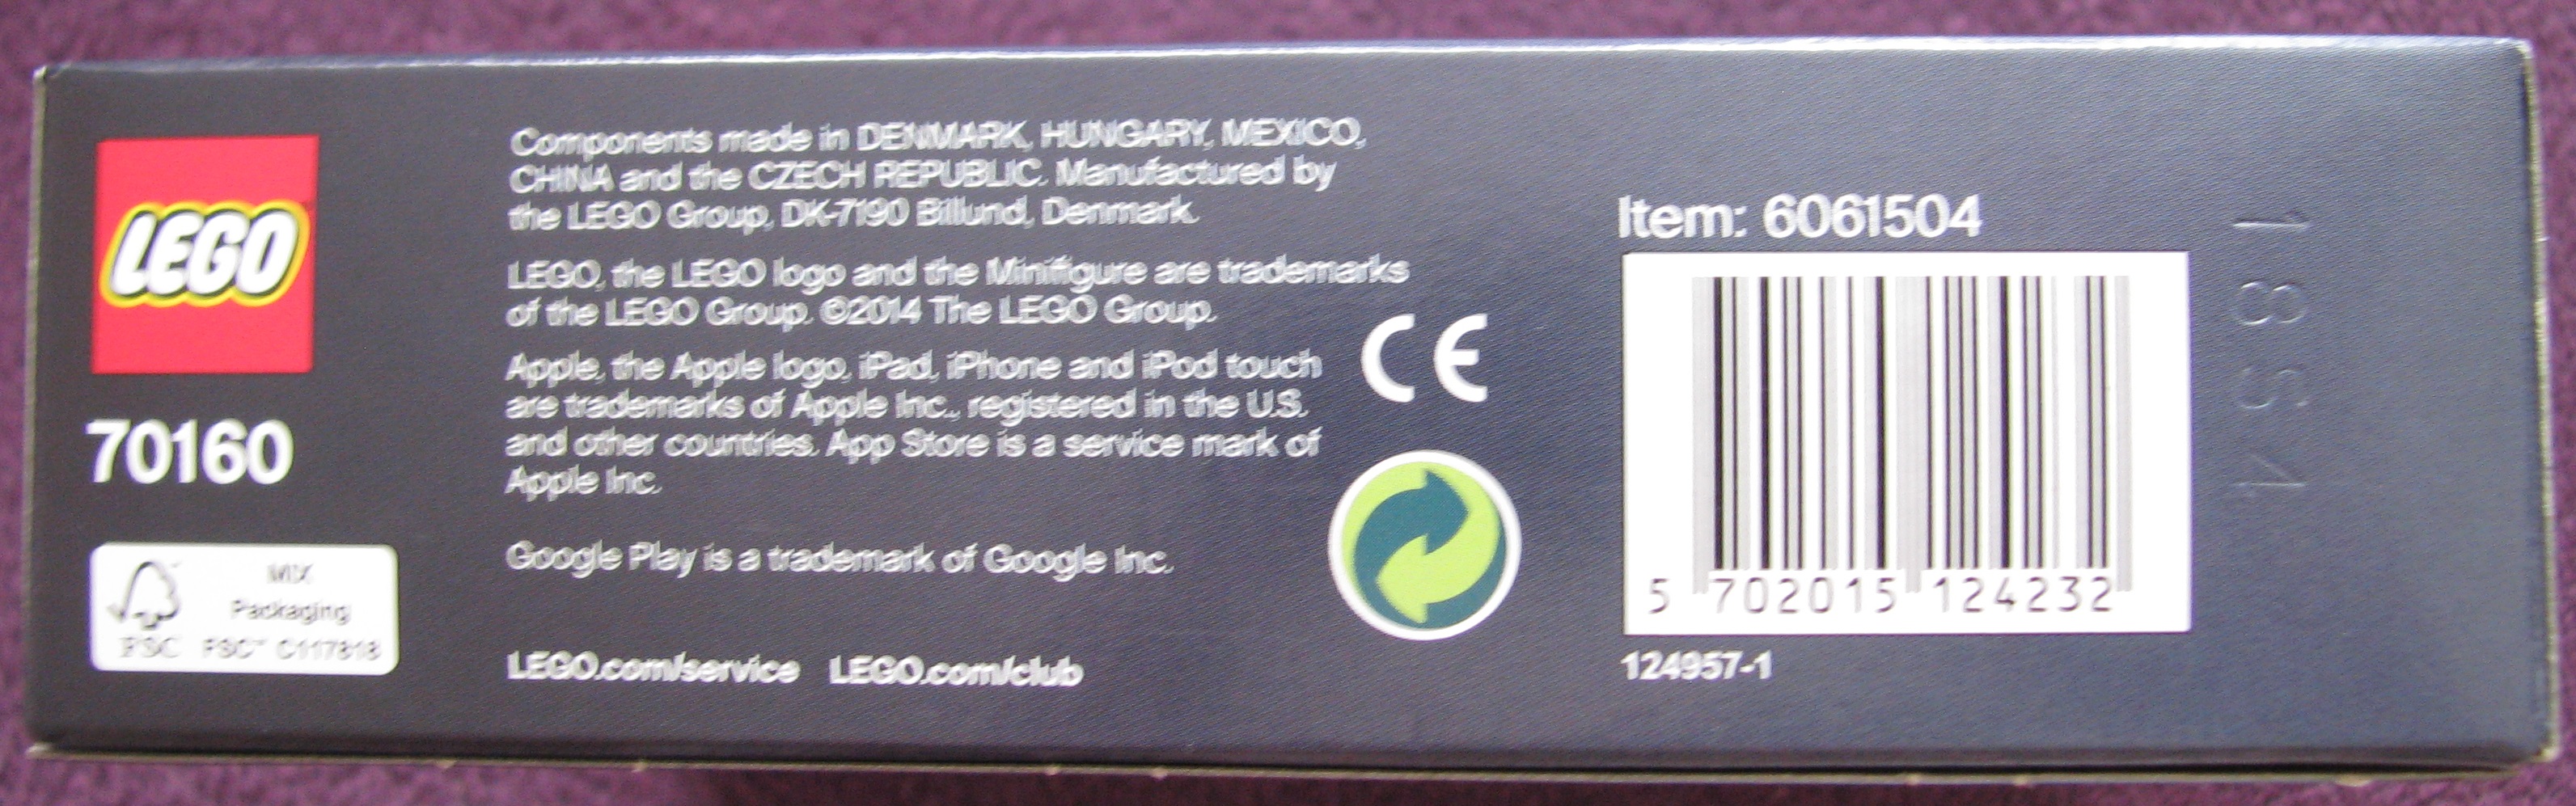 LEGO
70160
MIX
Packaging
FSC FSC™ C117818
Components made in DENMARK, HUNGARY, MEXICO,
CHINA and the CZECH REPUBLIC. Manufactured by
the LEGO Group, DK-7190 Billund, Denmark.
LEGO, the LEGO logo and the Minifigure are trademarks
of the LEGO Group. ©2014 The LEGO Group.
Apple, the Apple logo, iPad, iPhone and iPod touch
are trademarks of Apple Inc., registered in the U.S.
and other countries. App Store is a service mark of
Apple Inc.
Google Play is a trademark of Google Inc.
LEGO.com/service LEGO.com/club
CE
Item: 6061504
5 702015 124232
124957-1
18S4